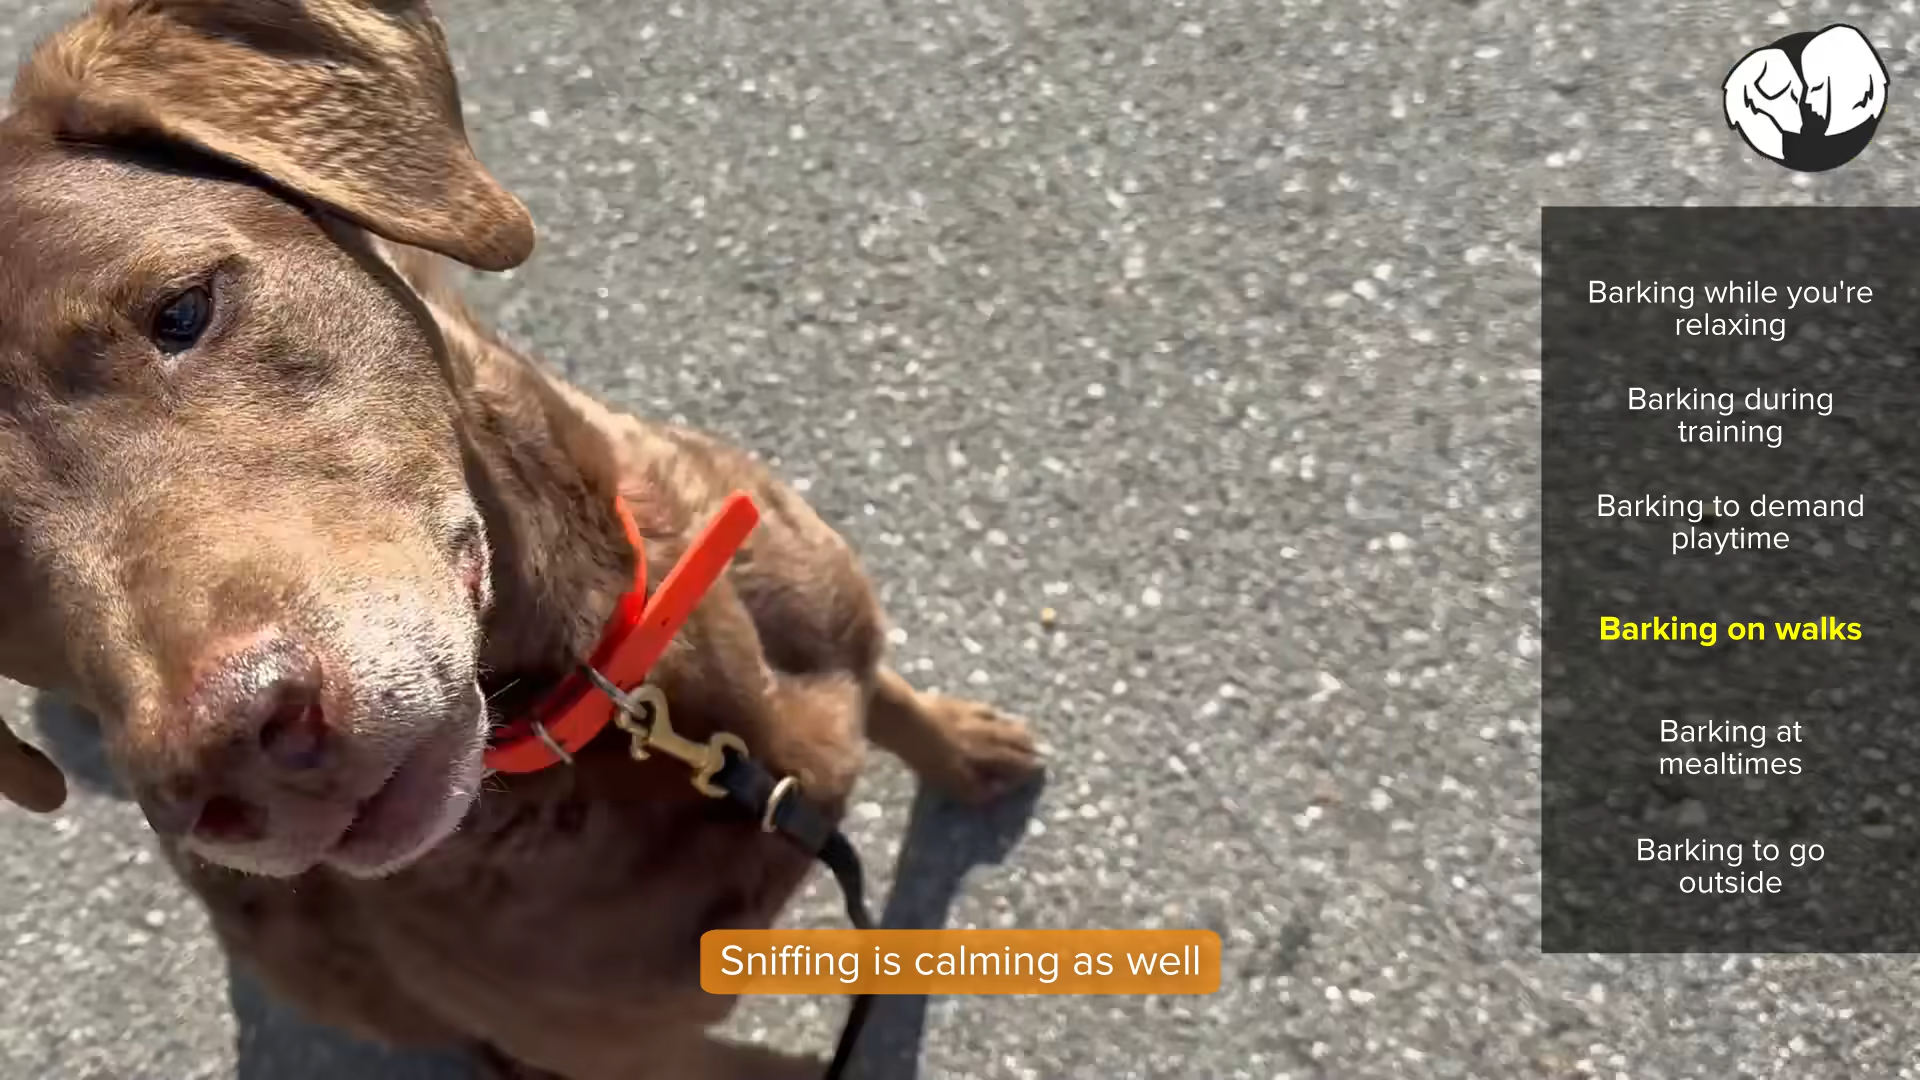 Barking while you're
relaxing
Barking during
training
Barking to demand
playtime
Barking on walks
Barking at
mealtimes
Barking to go
outside
Sniffing is calming as well